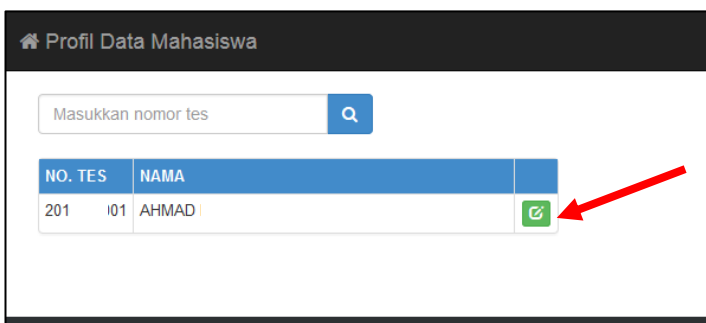 Profil Data Mahasiswa
Masukkan nomor tes
NO. TES NAMA
201 01 AHMAD